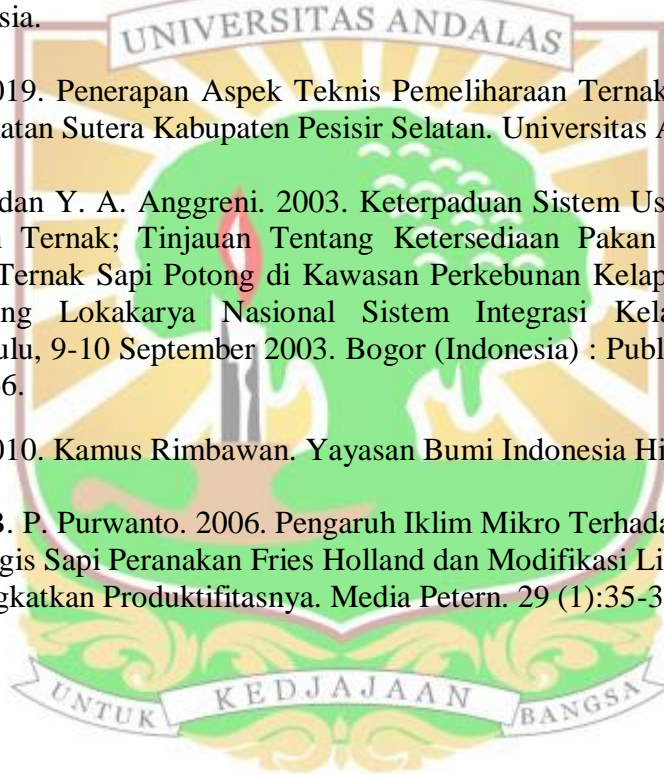 sia.
UNIVERSITAS ANDALAS
019. Penerapan Aspek Teknis Pemeliharaan Ternak
atan Sutera Kabupaten Pesisir Selatan. Universitas A
dan Y. A. Anggreni. 2003. Keterpaduan Sistem Us
Ternak; Tinjauan Tentang Ketersediaan Pakan
Ternak Sapi Potong di Kawasan Perkebunan Kelap
ng Lokakarya Nasional Sistem Integrasi Kela
ulu, 9-10 September 2003. Bogor (Indonesia) : Publ
6.
010. Kamus Rimbawan. Yayasan Bumi Indonesia Hi
. P. Purwanto. 2006. Pengaruh Iklim Mikro Terhada
gis Sapi Peranakan Fries Holland dan Modifikasi Li
gkatkan Produktifitasnya. Media Petern. 29 (1):35-3
UNTUK KEDJAJAAN BANGSA